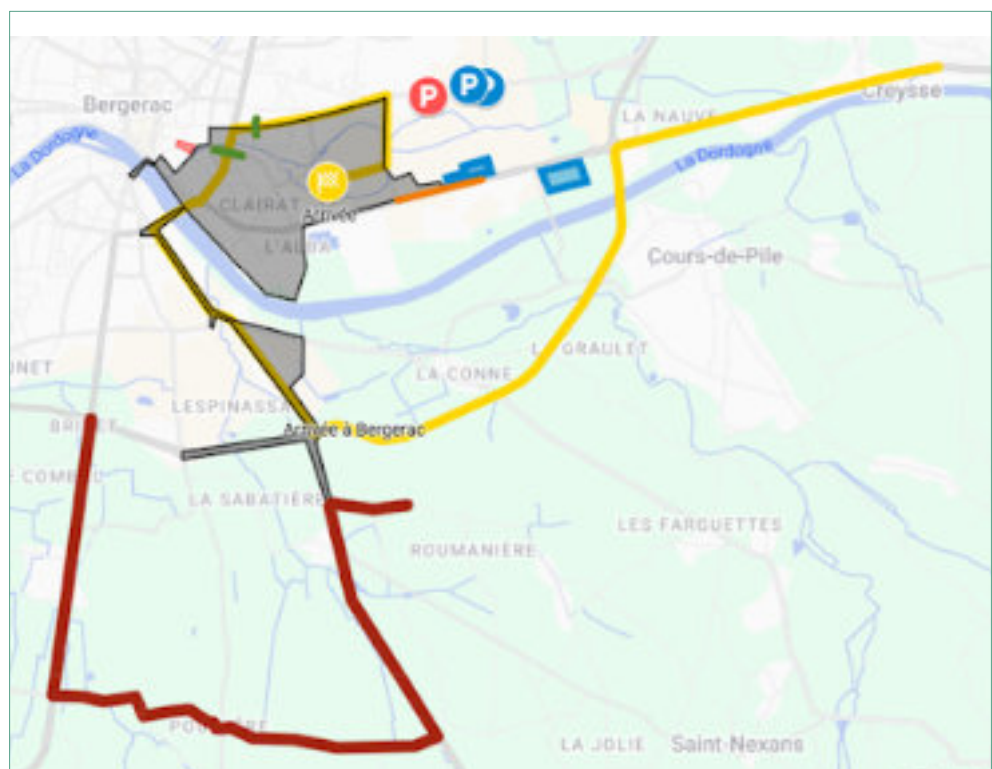 Bergerac
P
P
Creysse
LA NAUVE
La Dordogne
La Dordogne
CLAIRAT
Arrivée
L'ALBA
Cours-de-Pile
GRAULET
LA CONNE
LESPINASSA
Arrivée à Bergerac
LA SABATIÈRE
LES FARGUETTES
ROUMANIÈRE
LA JOLIE
Saint-Nexans